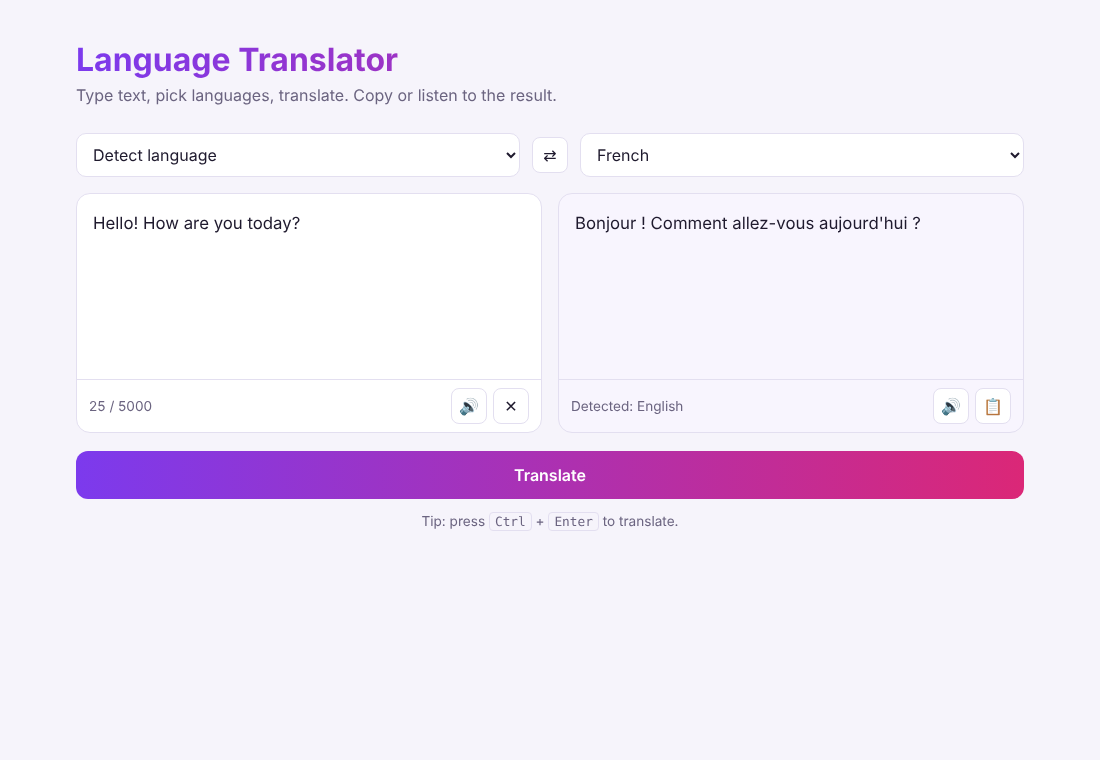 Language Translator
Type text, pick languages, translate. Copy or listen to the result.
Detect language
⇄
French
Hello! How are you today?
Bonjour ! Comment allez-vous aujourd'hui ?
25 / 5000
✕
Detected: English
Translate
Tip: press Ctrl + Enter to translate.